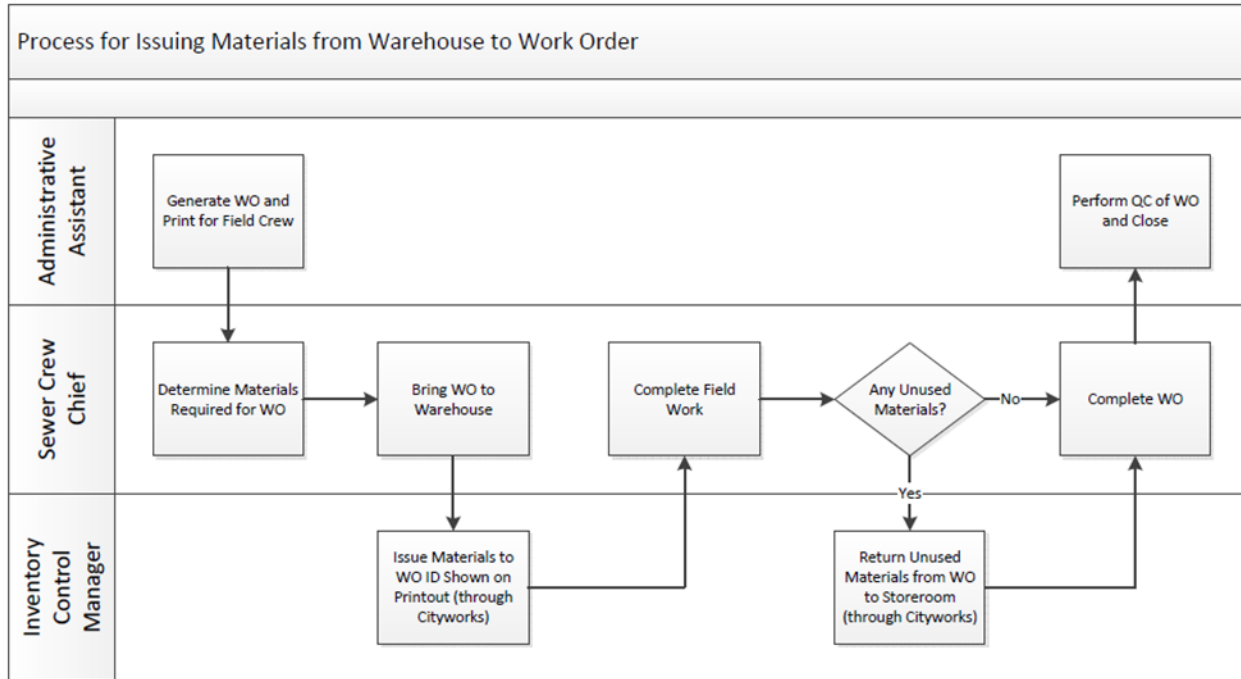 Process for Issuing Materials from Warehouse to Work Order
Administrative
Assistant
Generate WO and
Print for Field Crew
Perform QC of WO
and Close
Sewer Crew
Chief
Determine Materials
Required for WO
Bring WO to
Warehouse
Complete Field
Work
Any Unused
Materials?
No
Complete WO
Yes
Inventory
Control
Manager
Issue Materials to
WO ID Shown on
Printout (through
Cityworks)
Return Unused
Materials from WO
to Storeroom
(through Cityworks)